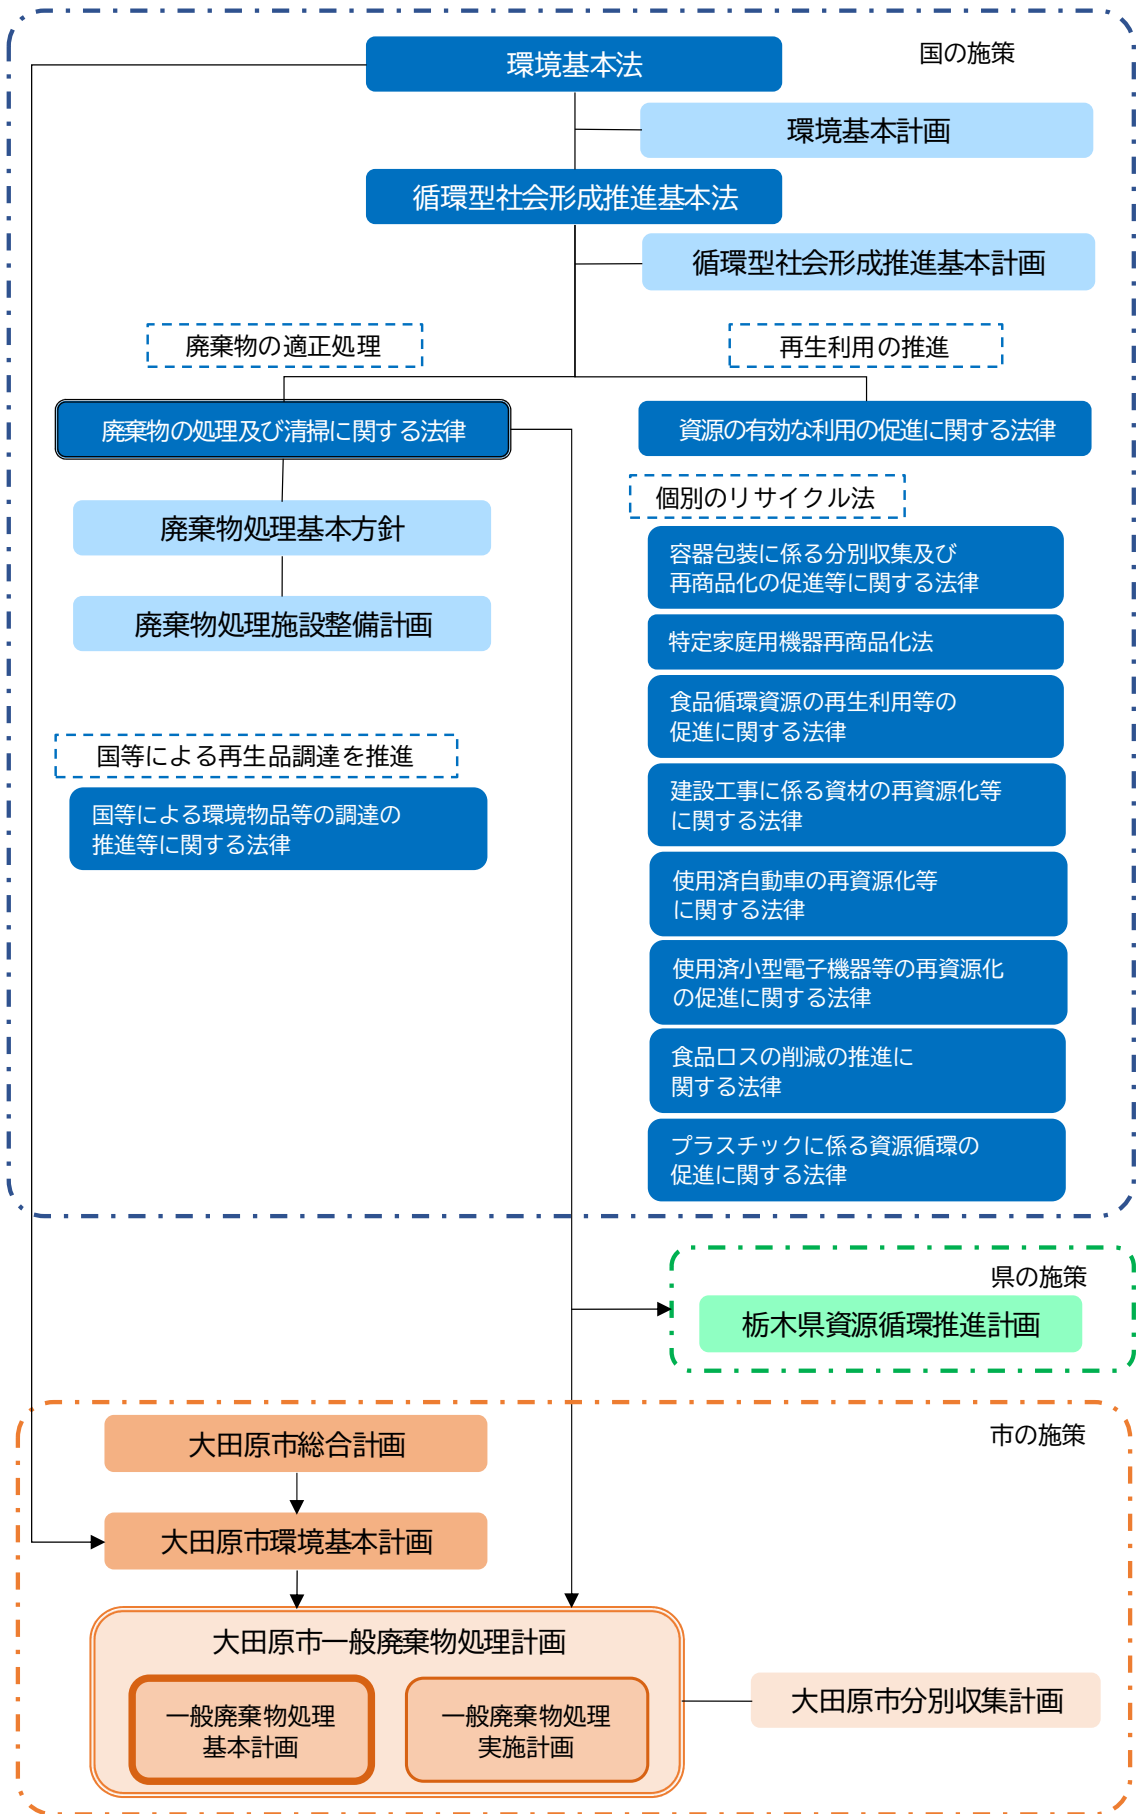 国の施策
環境基本法
環境基本計画
循環型社会形成推進基本法
循環型社会形成推進基本計画
廃棄物の適正処理
再生利用の推進
廃棄物の処理及び清掃に関する法律
資源の有効な利用の促進に関する法律
廃棄物処理基本方針
廃棄物処理施設整備計画
個別のリサイクル法
容器包装に係る分別収集及び
再商品化の促進等に関する法律
特定家庭用機器再商品化法
食品循環資源の再生利用等の
促進に関する法律
建設工事に係る資材の再資源化等
に関する法律
使用済自動車の再資源化等
に関する法律
使用済小型電子機器等の再資源化
の促進に関する法律
食品ロスの削減の推進に
関する法律
プラスチックに係る資源循環の
促進に関する法律
国等による再生品調達を推進
国等による環境物品等の調達の
推進等に関する法律
県の施策
栃木県資源循環推進計画
市の施策
大田原市総合計画
大田原市環境基本計画
大田原市一般廃棄物処理計画
一般廃棄物処理
基本計画
一般廃棄物処理
実施計画
大田原市分別収集計画